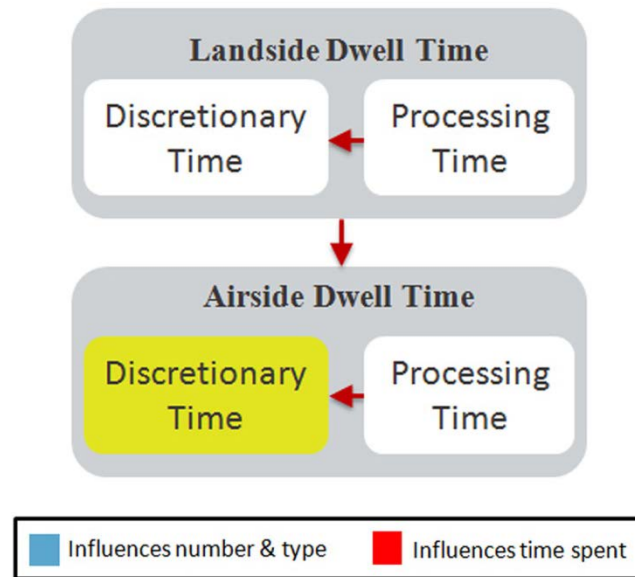 Landside Dwell Time
Discretionary Time
Processing Time
Airside Dwell Time
Discretionary Time
Processing Time
Influences number & type
Influences time spent